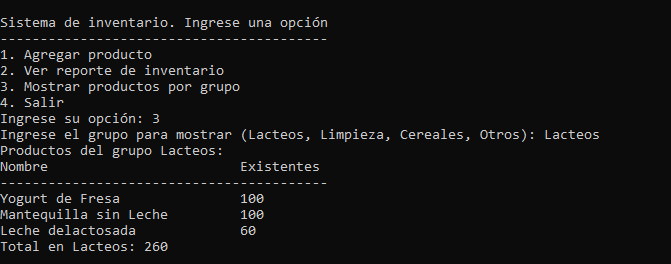 Sistema de inventario. Ingrese una opción
-----------------------------------------
1. Agregar producto
2. Ver reporte de inventario
3. Mostrar productos por grupo
4. Salir
Ingrese su opción: 3
Ingrese el grupo para mostrar (Lacteos, Limpieza, Cereales, Otros): Lacteos
Productos del grupo Lacteos:
Nombre                        Existentes
-----------------------------------------
Yogurt de Fresa               100
Mantequilla sin Leche         100
Leche delactosada             60
Total en Lacteos: 260